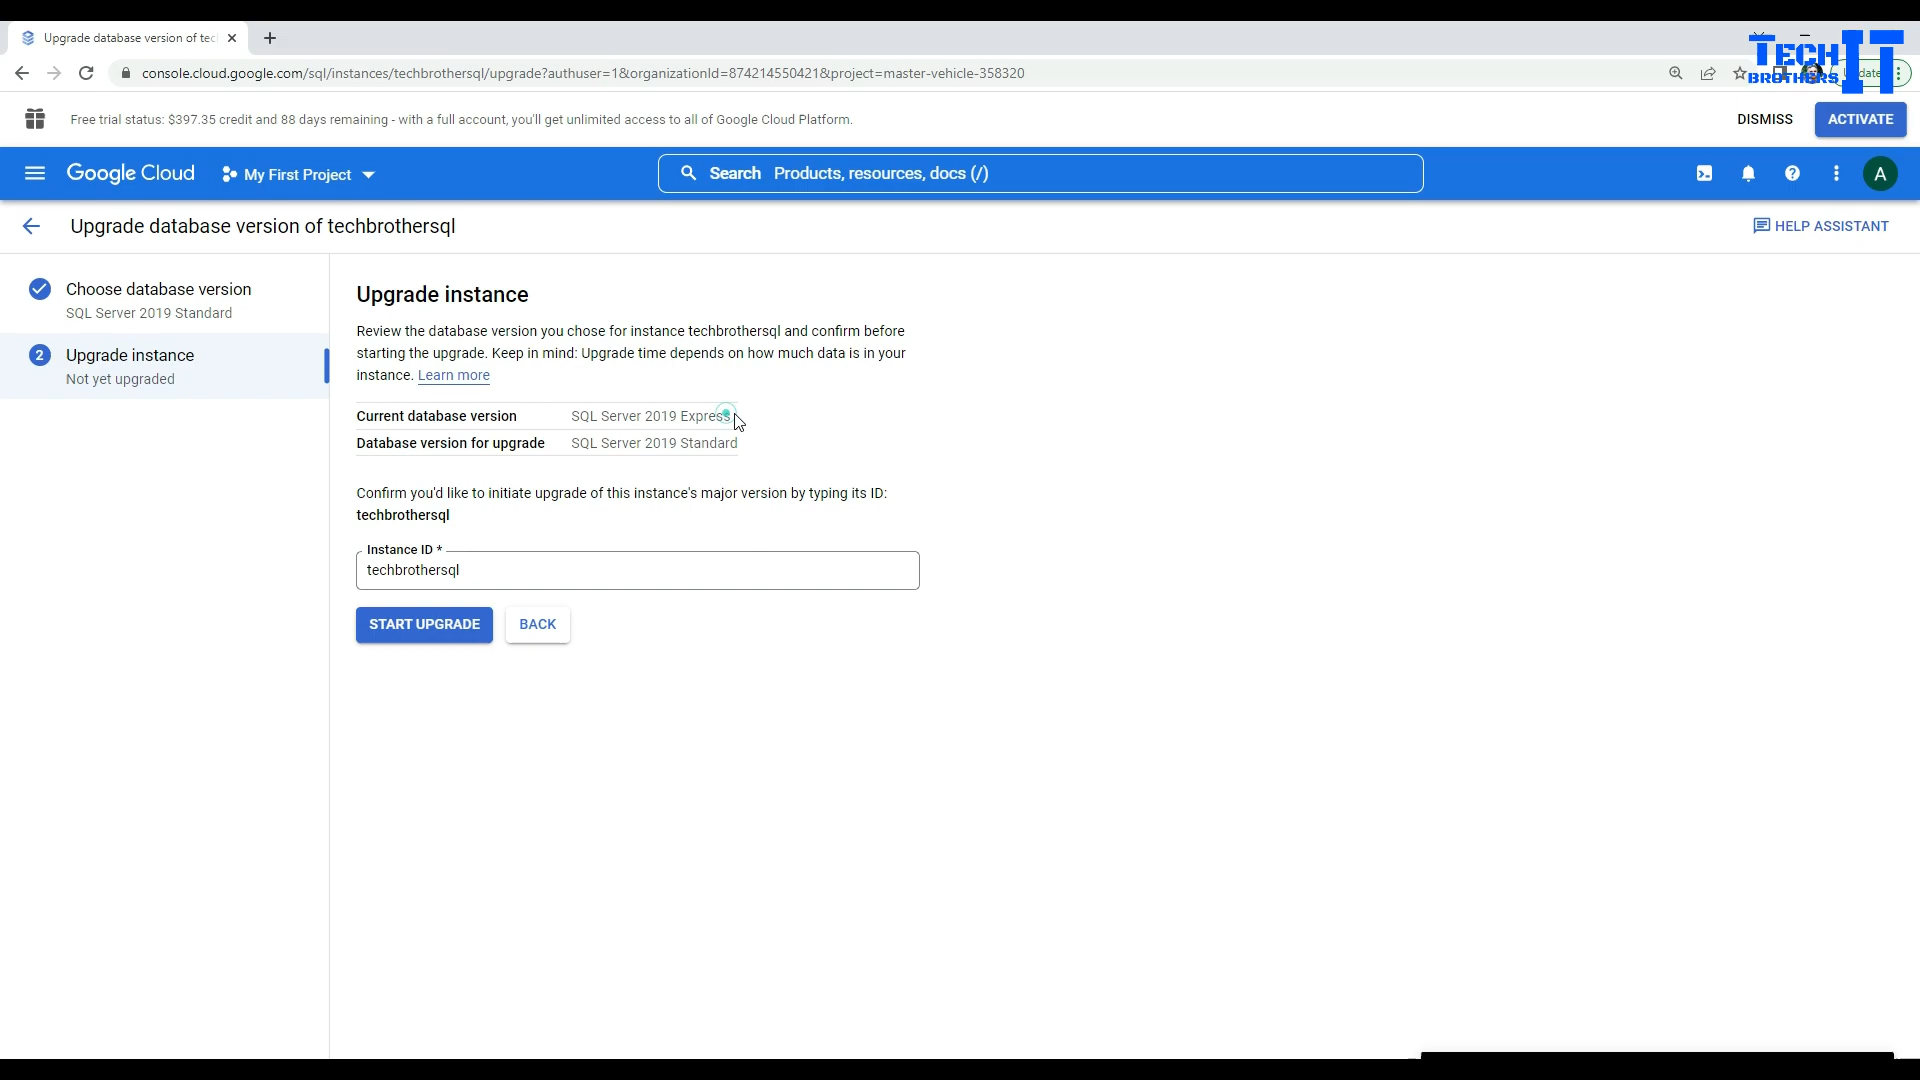 Upgrade database version of tec
console.cloud.google.com/sql/instances/techbrothersql/upgrade?authuser=1&organizationId=874214550421&project=master-vehicle-358320
TECH IT
BROTHERS
date
Free trial status: $397.35 credit and 88 days remaining - with a full account, you'll get unlimited access to all of Google Cloud Platform.
DISMISS
ACTIVATE
Google Cloud
My First Project
Search Products, resources, docs (/)
A
Upgrade database version of techbrothersql
HELP ASSISTANT
Choose database version
SQL Server 2019 Standard
2 Upgrade instance
Not yet upgraded
Upgrade instance
Review the database version you chose for instance techbrothersql and confirm before
starting the upgrade. Keep in mind: Upgrade time depends on how much data is in your
instance. Learn more
Current database version SQL Server 2019 Express
Database version for upgrade SQL Server 2019 Standard
Confirm you'd like to initiate upgrade of this instance's major version by typing its ID:
techbrothersql
Instance ID *
techbrothersql
START UPGRADE
BACK